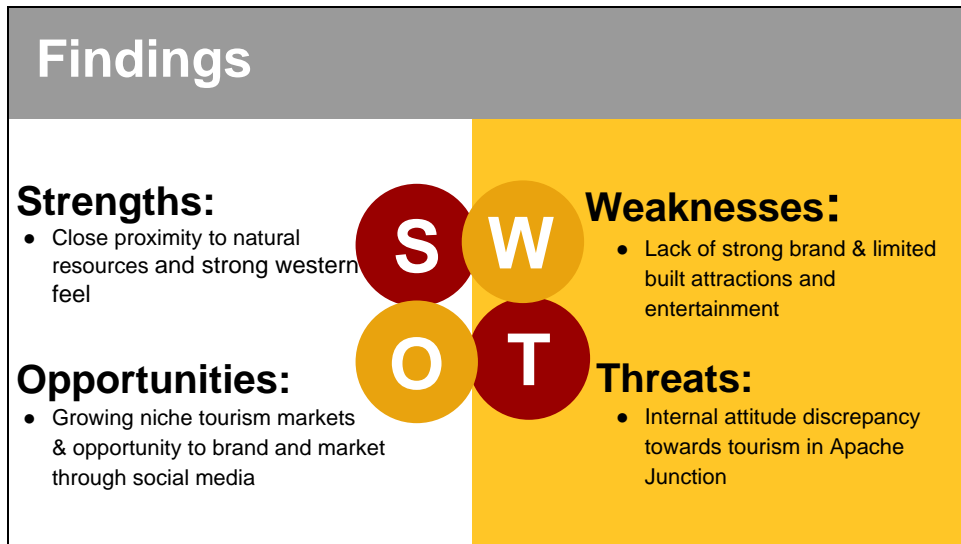 Findings
Strengths:
● Close proximity to natural
resources and strong western
feel
S
W
Weaknesses:
● Lack of strong brand & limited
built attractions and
entertainment
Opportunities:
● Growing niche tourism markets
& opportunity to brand and market
through social media
O
T
Threats:
● Internal attitude discrepancy
towards tourism in Apache
Junction